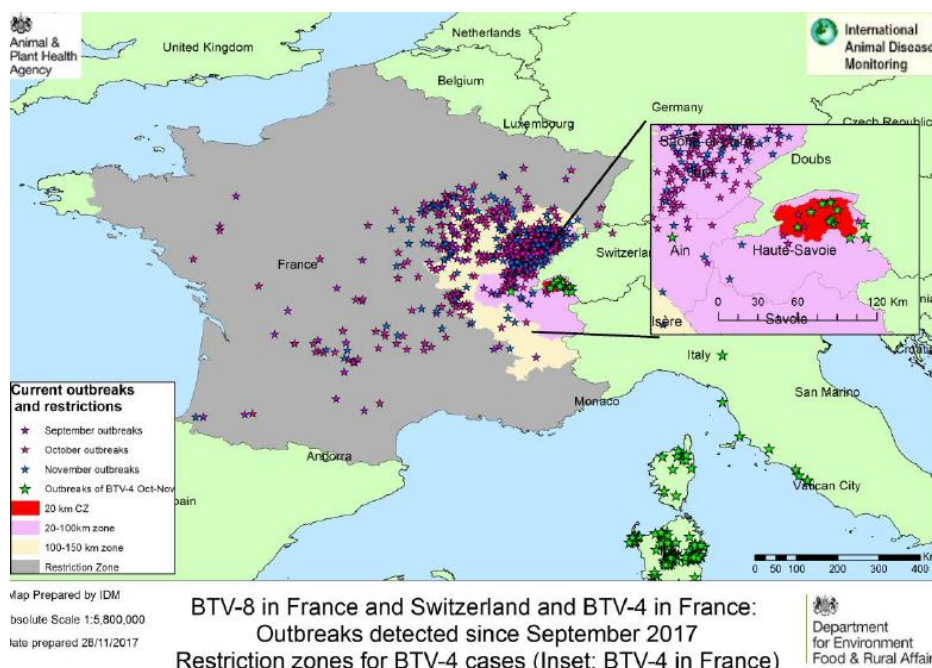 Animal &
Plant Health
Agency
International
Animal Disease
Monitoring
United Kingdom
Netherlands
Belgium
Luxembourg
Germany
Czech Republic
France
Switzerland
Italy
San Marino
Monaco
Andorra
Vatican City
Croatia
Saône-et-Loire
Jura
Doubs
Ain
Haute-Savoie
0 30 60 120 Km
Savoie
Isère
Current outbreaks
and restrictions
September outbreaks
October outbreaks
November outbreaks
Outbreaks of BTV-4 Oct-Nov
20 km CZ
20-100km zone
100-150 km zone
Restriction Zone
0 50 100 200 300 400
Map Prepared by IDM
Absolute Scale 1:5,800,000
Date prepared 28/11/2017
BTV-8 in France and Switzerland and BTV-4 in France:
Outbreaks detected since September 2017
Restriction zones for BTV-4 cases (Inset: BTV-4 in France)
Department
for Environment
Food & Rural Affairs